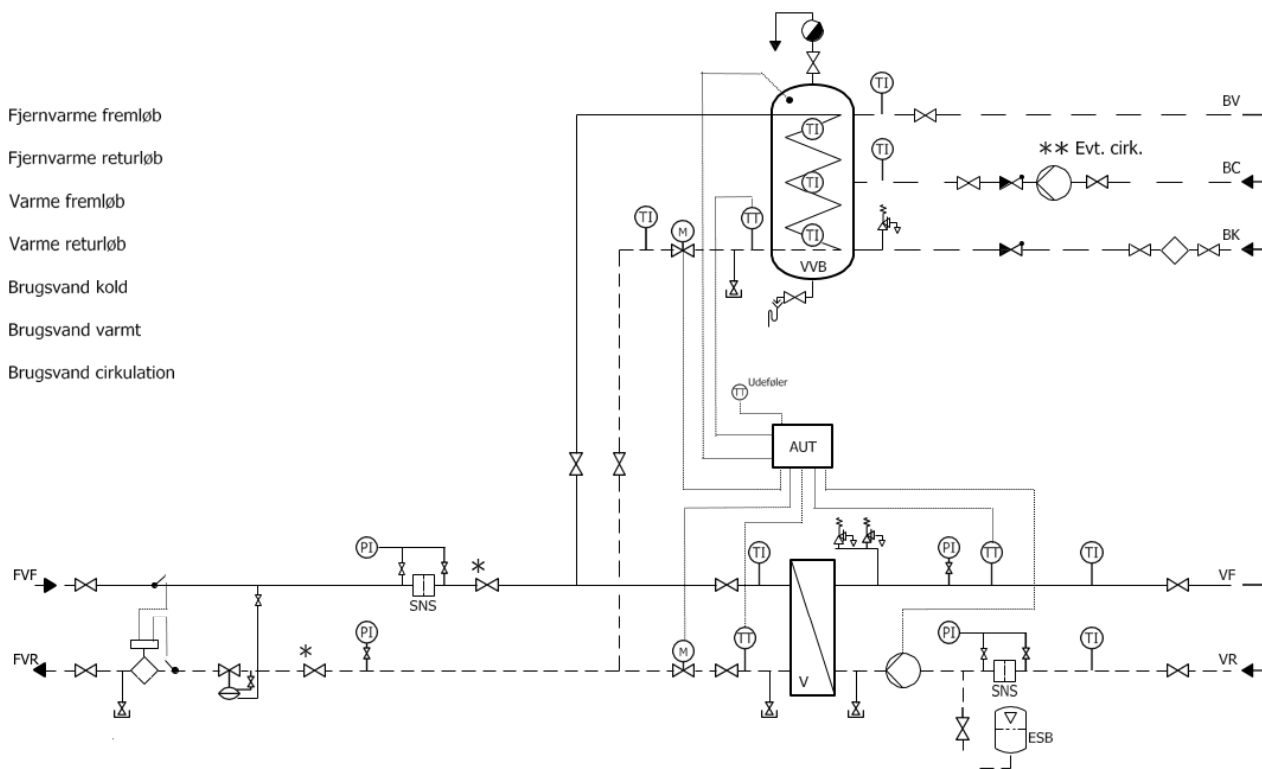 Fjernvarme fremløb
Fjernvarme returløb
Varme fremløb
Varme returløb
Brugsvand kold
Brugsvand varmt
Brugsvand cirkulation
TI
BV
TI
TI
** Evt. cirk.
TI
BC
TI
M
TT
TI
VVB
BK
TT Udeføler
AUT
FVF
PI
SNS
*
TI
PI
TT
TI
VF
FVR
*
PI
M
TT
V
PI
SNS
TI
VR
ESB